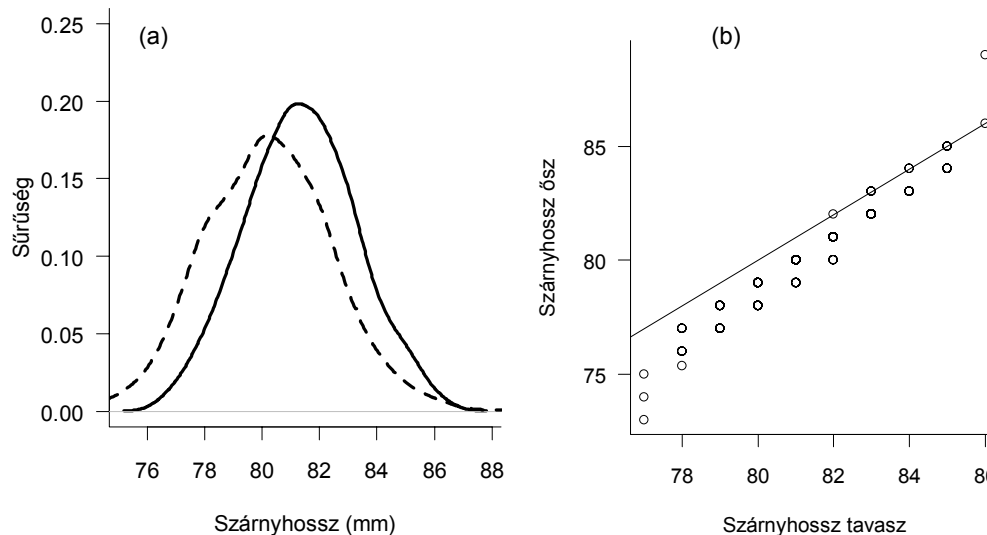 (a)
0.25
0.20
0.15
0.10
0.05
0.00
Sűrűség
76 78 80 82 84 86 88
Szárnyhossz (mm)
(b)
85
80
75
Szárnyhossz ősz
78 80 82 84
Szárnyhossz tavasz